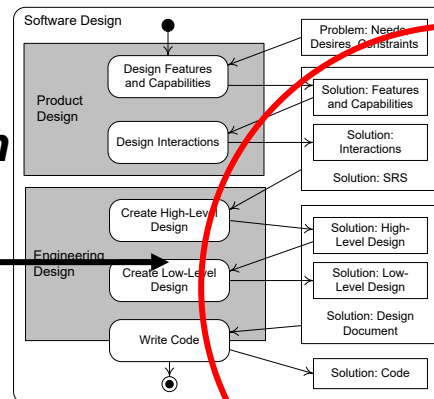 Software Design
Problem: Needs,
Desires, Constraints
Design Features
and Capabilities
Product
Design
Solution: Features
and Capabilities
n
Design Interactions
Solution:
Interactions
Solution: SRS
Create High-Level
Design
Solution: High-
Level Design
Engineering
Design
Create Low-Level
Design
Solution: Low-
Level Design
Solution: Design
Document
Write Code
Solution: Code